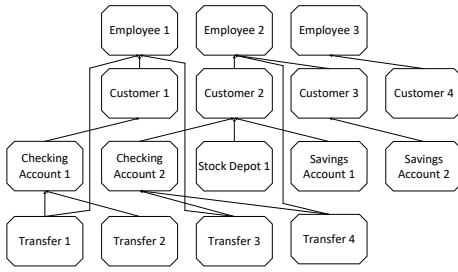 Employee 1
Employee 2
Employee 3
Customer 1
Customer 2
Customer 3
Customer 4
Checking
Account 1
Checking
Account 2
Stock Depot 1
Savings
Account 1
Savings
Account 2
Transfer 1
Transfer 2
Transfer 3
Transfer 4